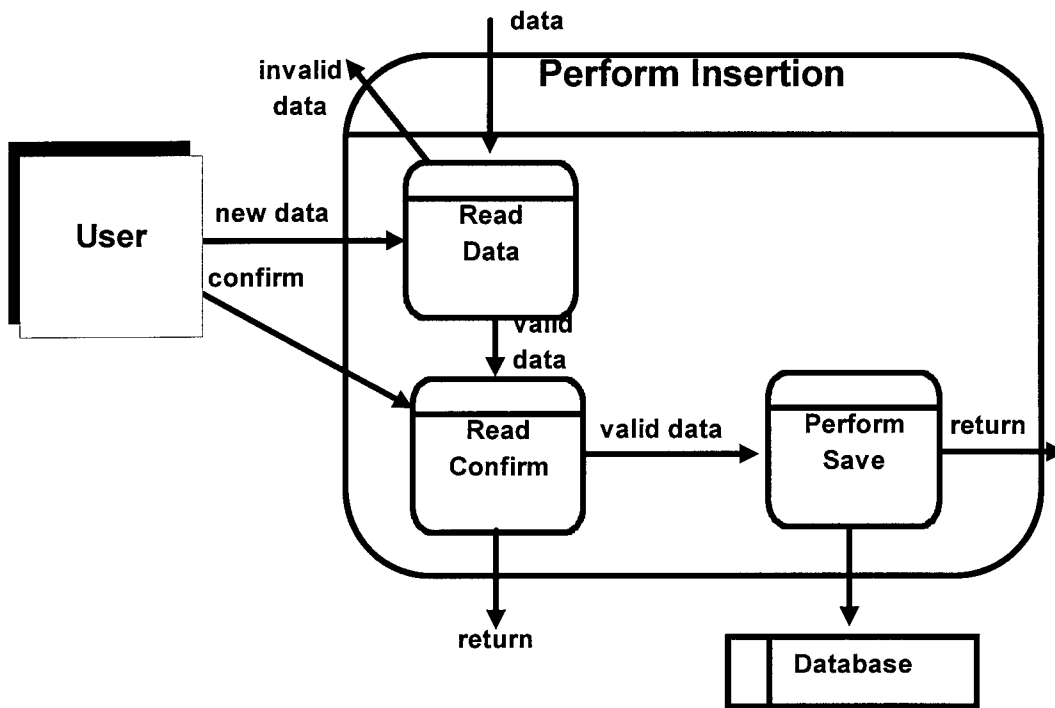 data
Perform Insertion
invalid
data
User
new data
confirm
Read
Data
valid
data
Read
Confirm
valid data
Perform
Save
return
return
Database